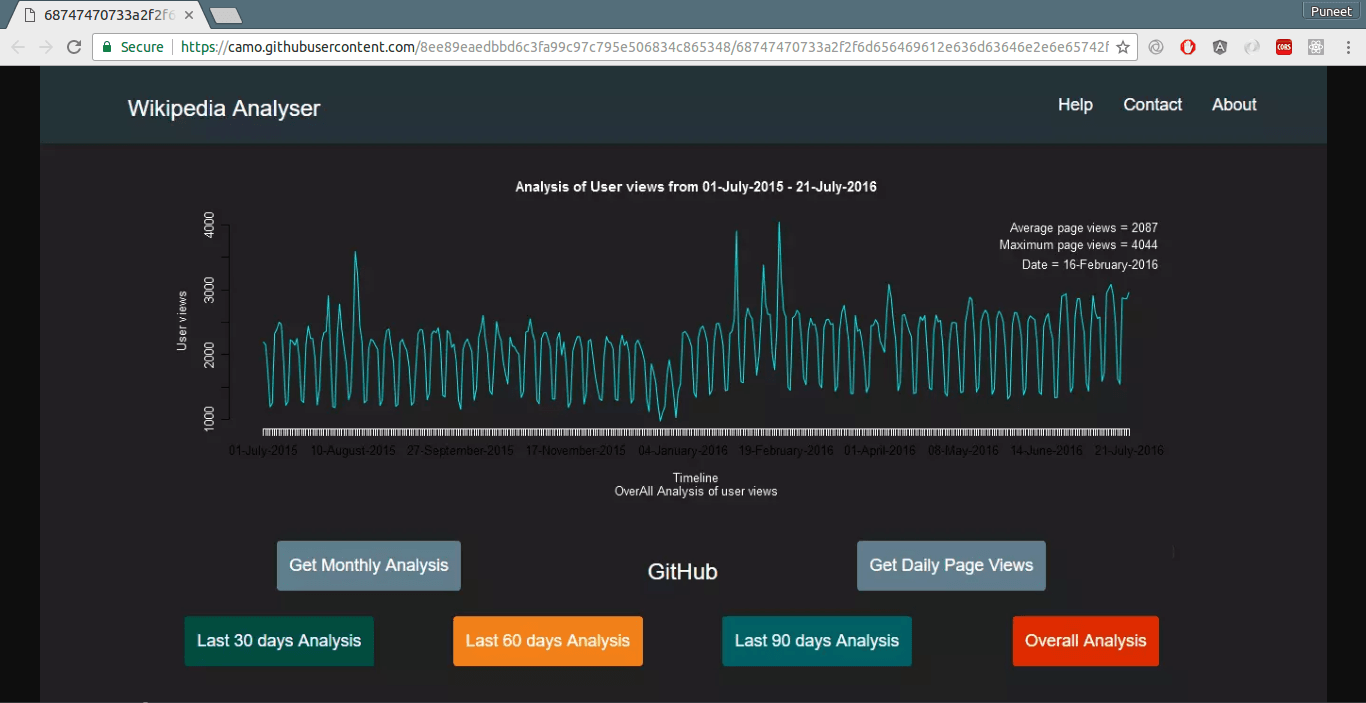 68747470733a2f2f6
Puneet
Secure
https://camo.githubusercontent.com/8ee89eaedbbd6c3fa99c97c795e506834c865348/68747470733a2f2f6d656469612e636d63646e2e6e65742f
CORS
Wikipedia Analyser
Help Contact About
Analysis of User views from 01-July-2015 - 21-July-2016
Average page views = 2087
Maximum page views = 4044
Date = 16-February-2016
User views
4000
3000
2000
1000
01-July-2015 10-August-2015 27-September-2015 17-November-2015 04-January-2016 19-February-2016 01-April-2016 08-May-2016 14-June-2016 21-July-2016
Timeline
OverAll Analysis of user views
Get Monthly Analysis
GitHub
Get Daily Page Views
Last 30 days Analysis
Last 60 days Analysis
Last 90 days Analysis
Overall Analysis